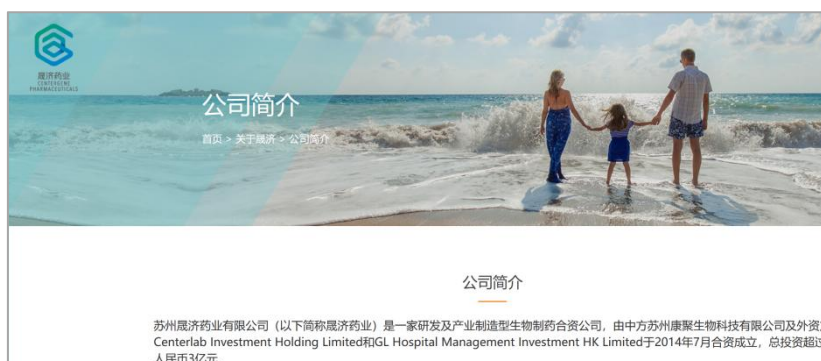 晟济药业
CENTERGENE
PHARMACEUTICALS
公司简介
首页 > 关于晟济 > 公司简介
公司简介
苏州晟济药业有限公司（以下简称晟济药业）是一家研发及产业制造型生物制药合资公司，由中方苏州康聚生物科技有限公司及外资
Centerlab Investment Holding Limited和GL Hospital Management Investment HK Limited于2014年7月合资成立，总投资超过
人民币3亿元